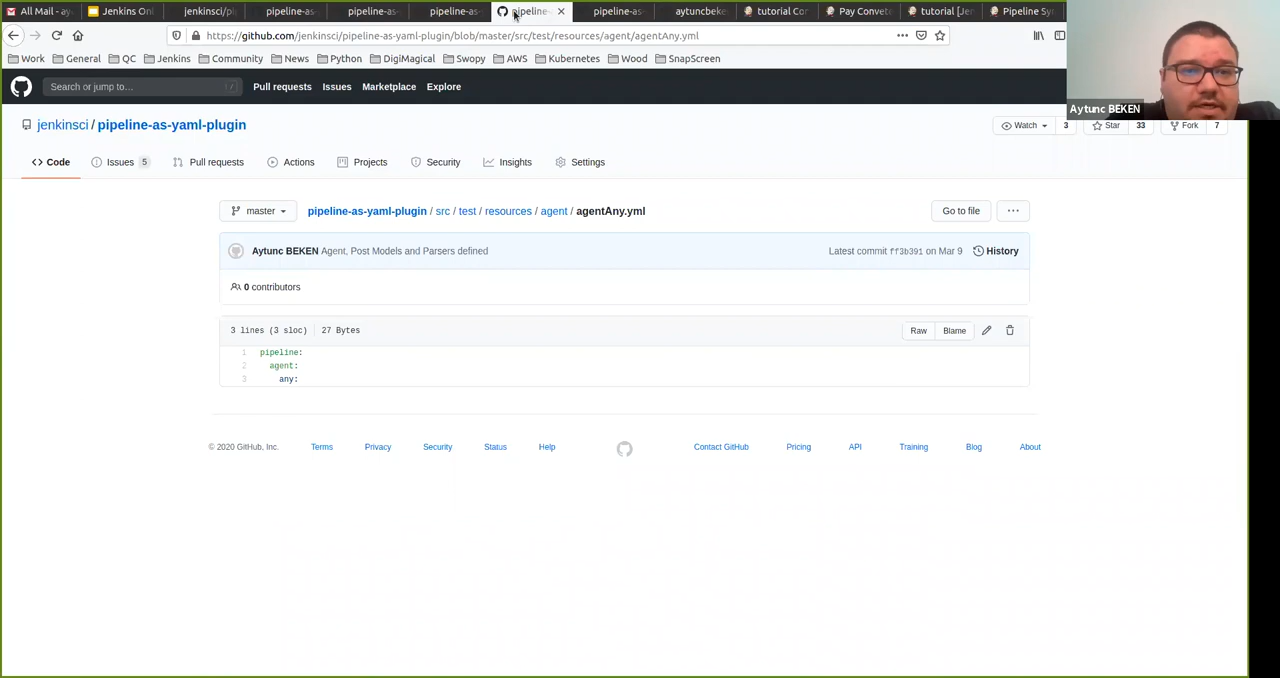 All Mail - ay
Jenkins Onl
jenkinsci/pi
pipeline-as-
pipeline-as-
pipeline-as-
pipeline-
pipeline-as-
aytuncbeke
tutorial Cor
Pay Conveto
tutorial [Jen
Pipeline Syn
https://github.com/jenkinsci/pipeline-as-yaml-plugin/blob/master/src/test/resources/agent/agentAny.yml
Work
General
QC
Jenkins
Community
News
Python
DigiMagical
Swopy
AWS
Kubernetes
Wood
SnapScreen
Search or jump to…
/
Pull requests
Issues
Marketplace
Explore
Aytunc BEKEN
jenkinsci / pipeline-as-yaml-plugin
Watch
3
Star
33
Fork
7
<> Code
Issues 5
Pull requests
Actions
Projects
Security
Insights
Settings
master
pipeline-as-yaml-plugin / src / test / resources / agent / agentAny.yml
Go to file
Aytunc BEKEN Agent, Post Models and Parsers defined
Latest commit ff3b391 on Mar 9
History
0 contributors
3 lines (3 sloc)
27 Bytes
Raw
Blame
1 pipeline:
2 agent:
3 any:
© 2020 GitHub, Inc.
Terms
Privacy
Security
Status
Help
Contact GitHub
Pricing
API
Training
Blog
About